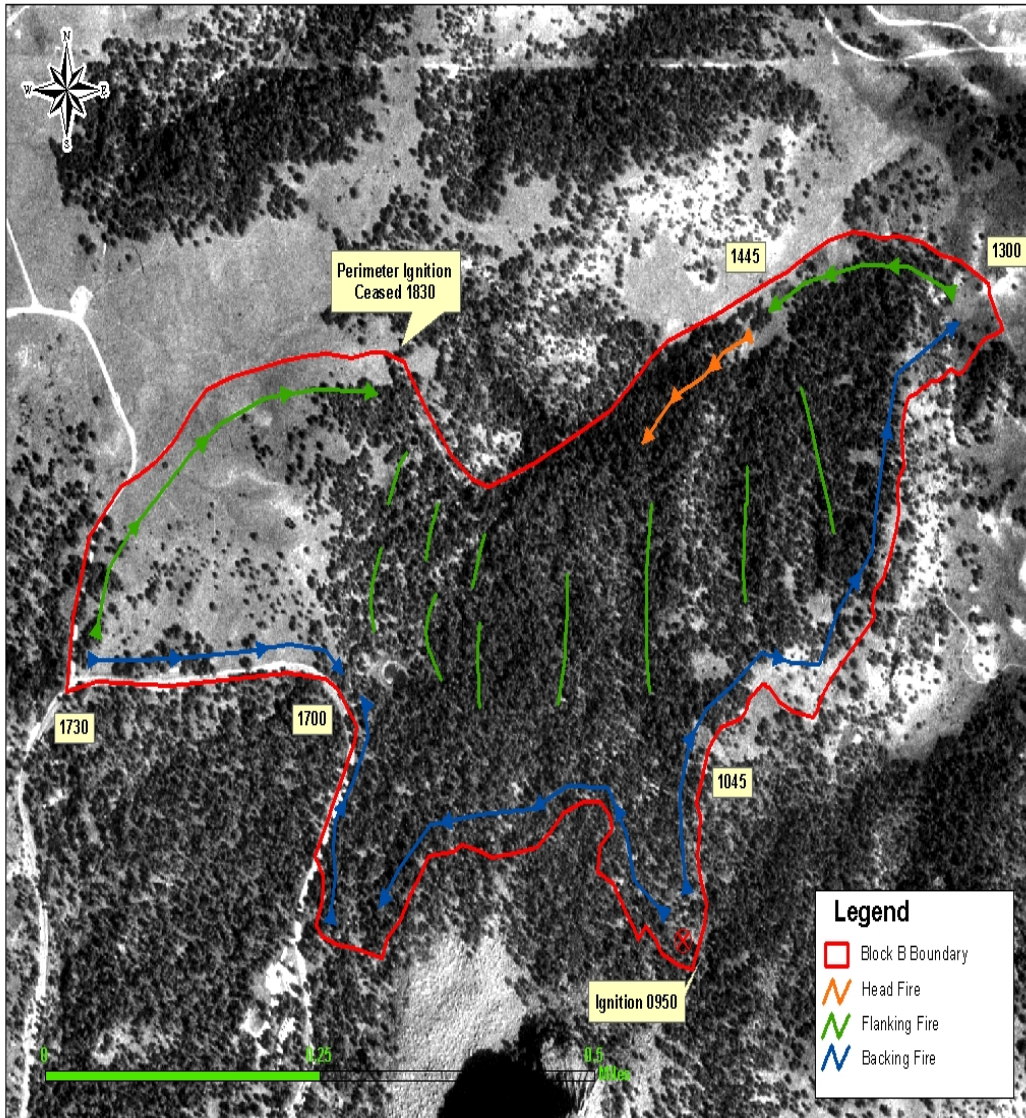 N
W E
S
1445
1300
Perimeter Ignition
Ceased 1830
1730
1700
1045
Ignition 0950
Legend
Block B Boundary
Head Fire
Flanking Fire
Backing Fire
0 0.25 0.5
Miles